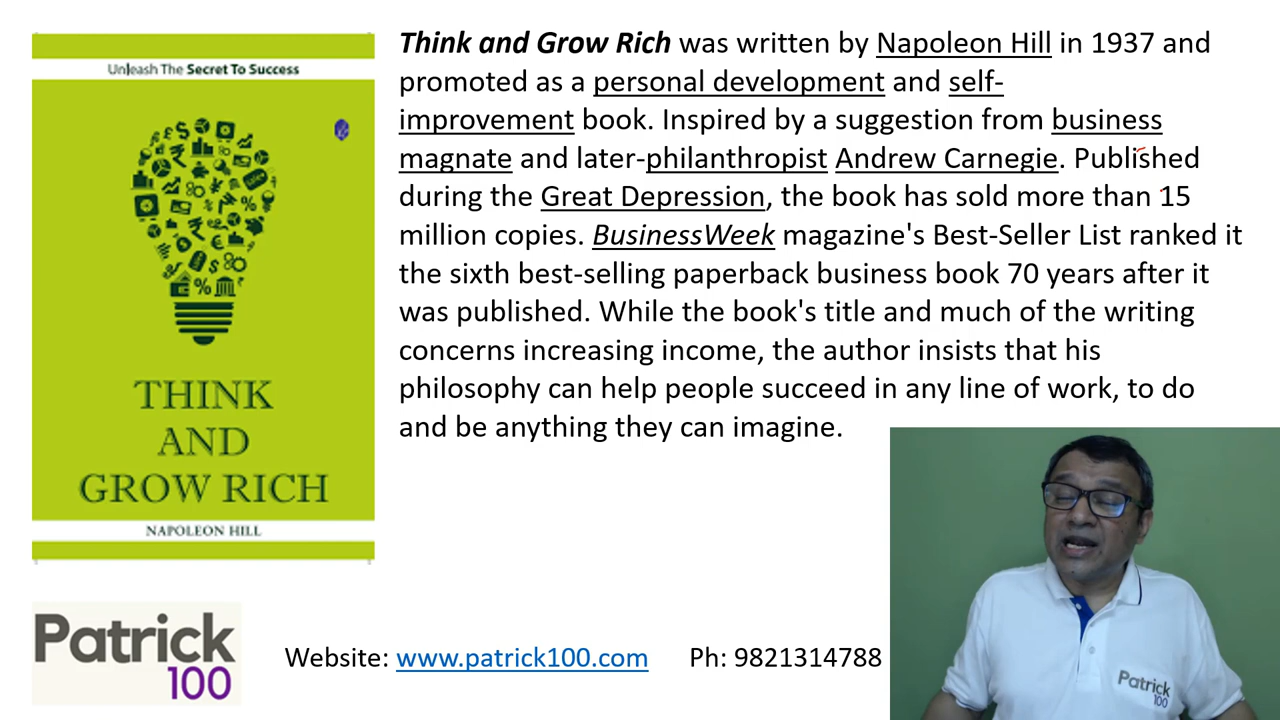 Unleash The Secret To Success
THINK
AND
GROW RICH
NAPOLEON HILL
Think and Grow Rich was written by Napoleon Hill in 1937 and
promoted as a personal development and self-
improvement book. Inspired by a suggestion from business
magnate and later-philanthropist Andrew Carnegie. Published
during the Great Depression, the book has sold more than 15
million copies. BusinessWeek magazine's Best-Seller List ranked it
the sixth best-selling paperback business book 70 years after it
was published. While the book's title and much of the writing
concerns increasing income, the author insists that his
philosophy can help people succeed in any line of work, to do
and be anything they can imagine.
Patrick
100
Website: www.patrick100.com Ph: 9821314788
Patrick
100